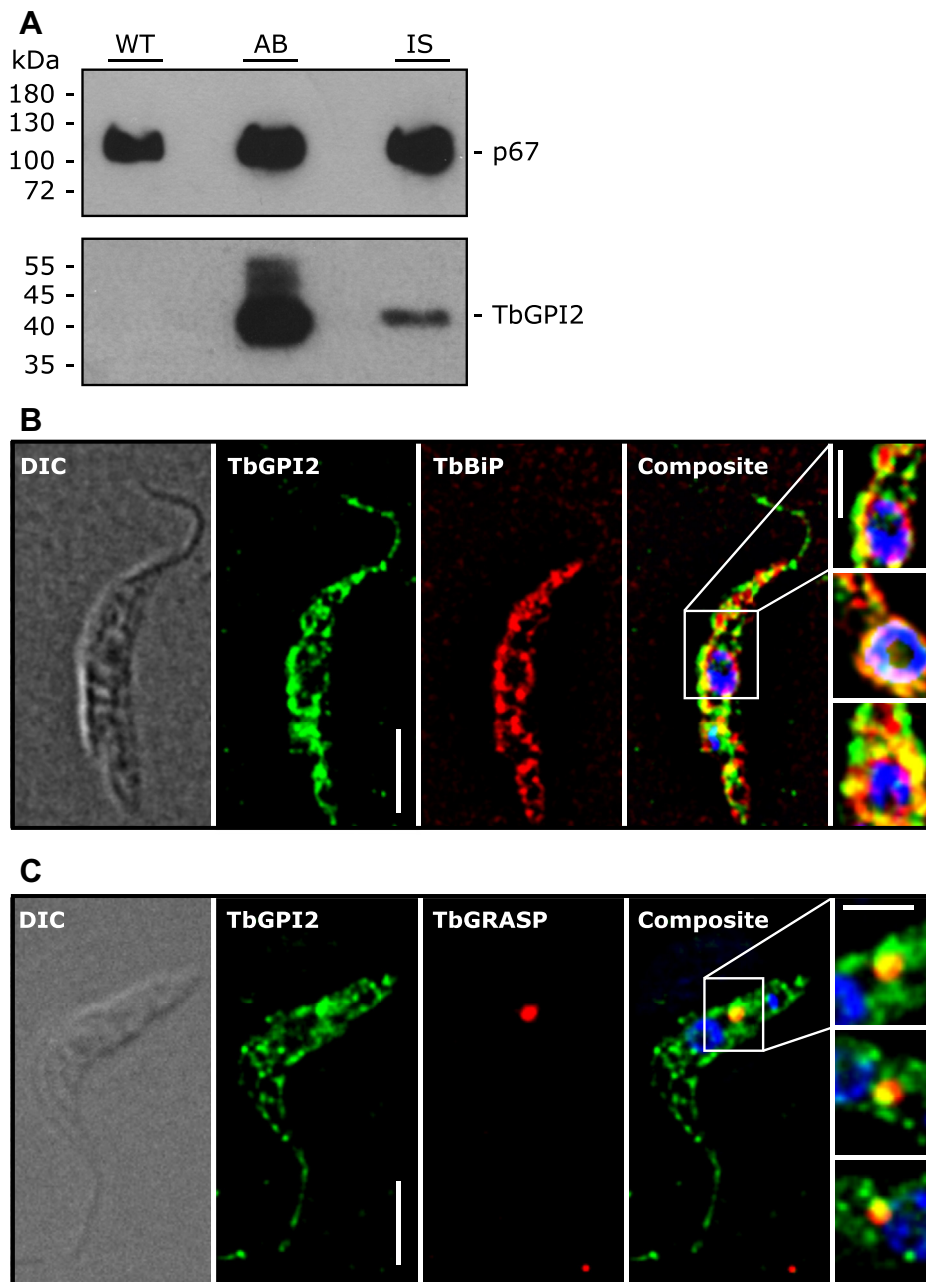 A
WT AB IS
kDa
180 -
130 -
100 -
72 -
- p67
55 -
45 -
40 -
35 -
- TbGPI2
B
DIC TbGPI2 TbBiP Composite
C
DIC TbGPI2 TbGRASP Composite